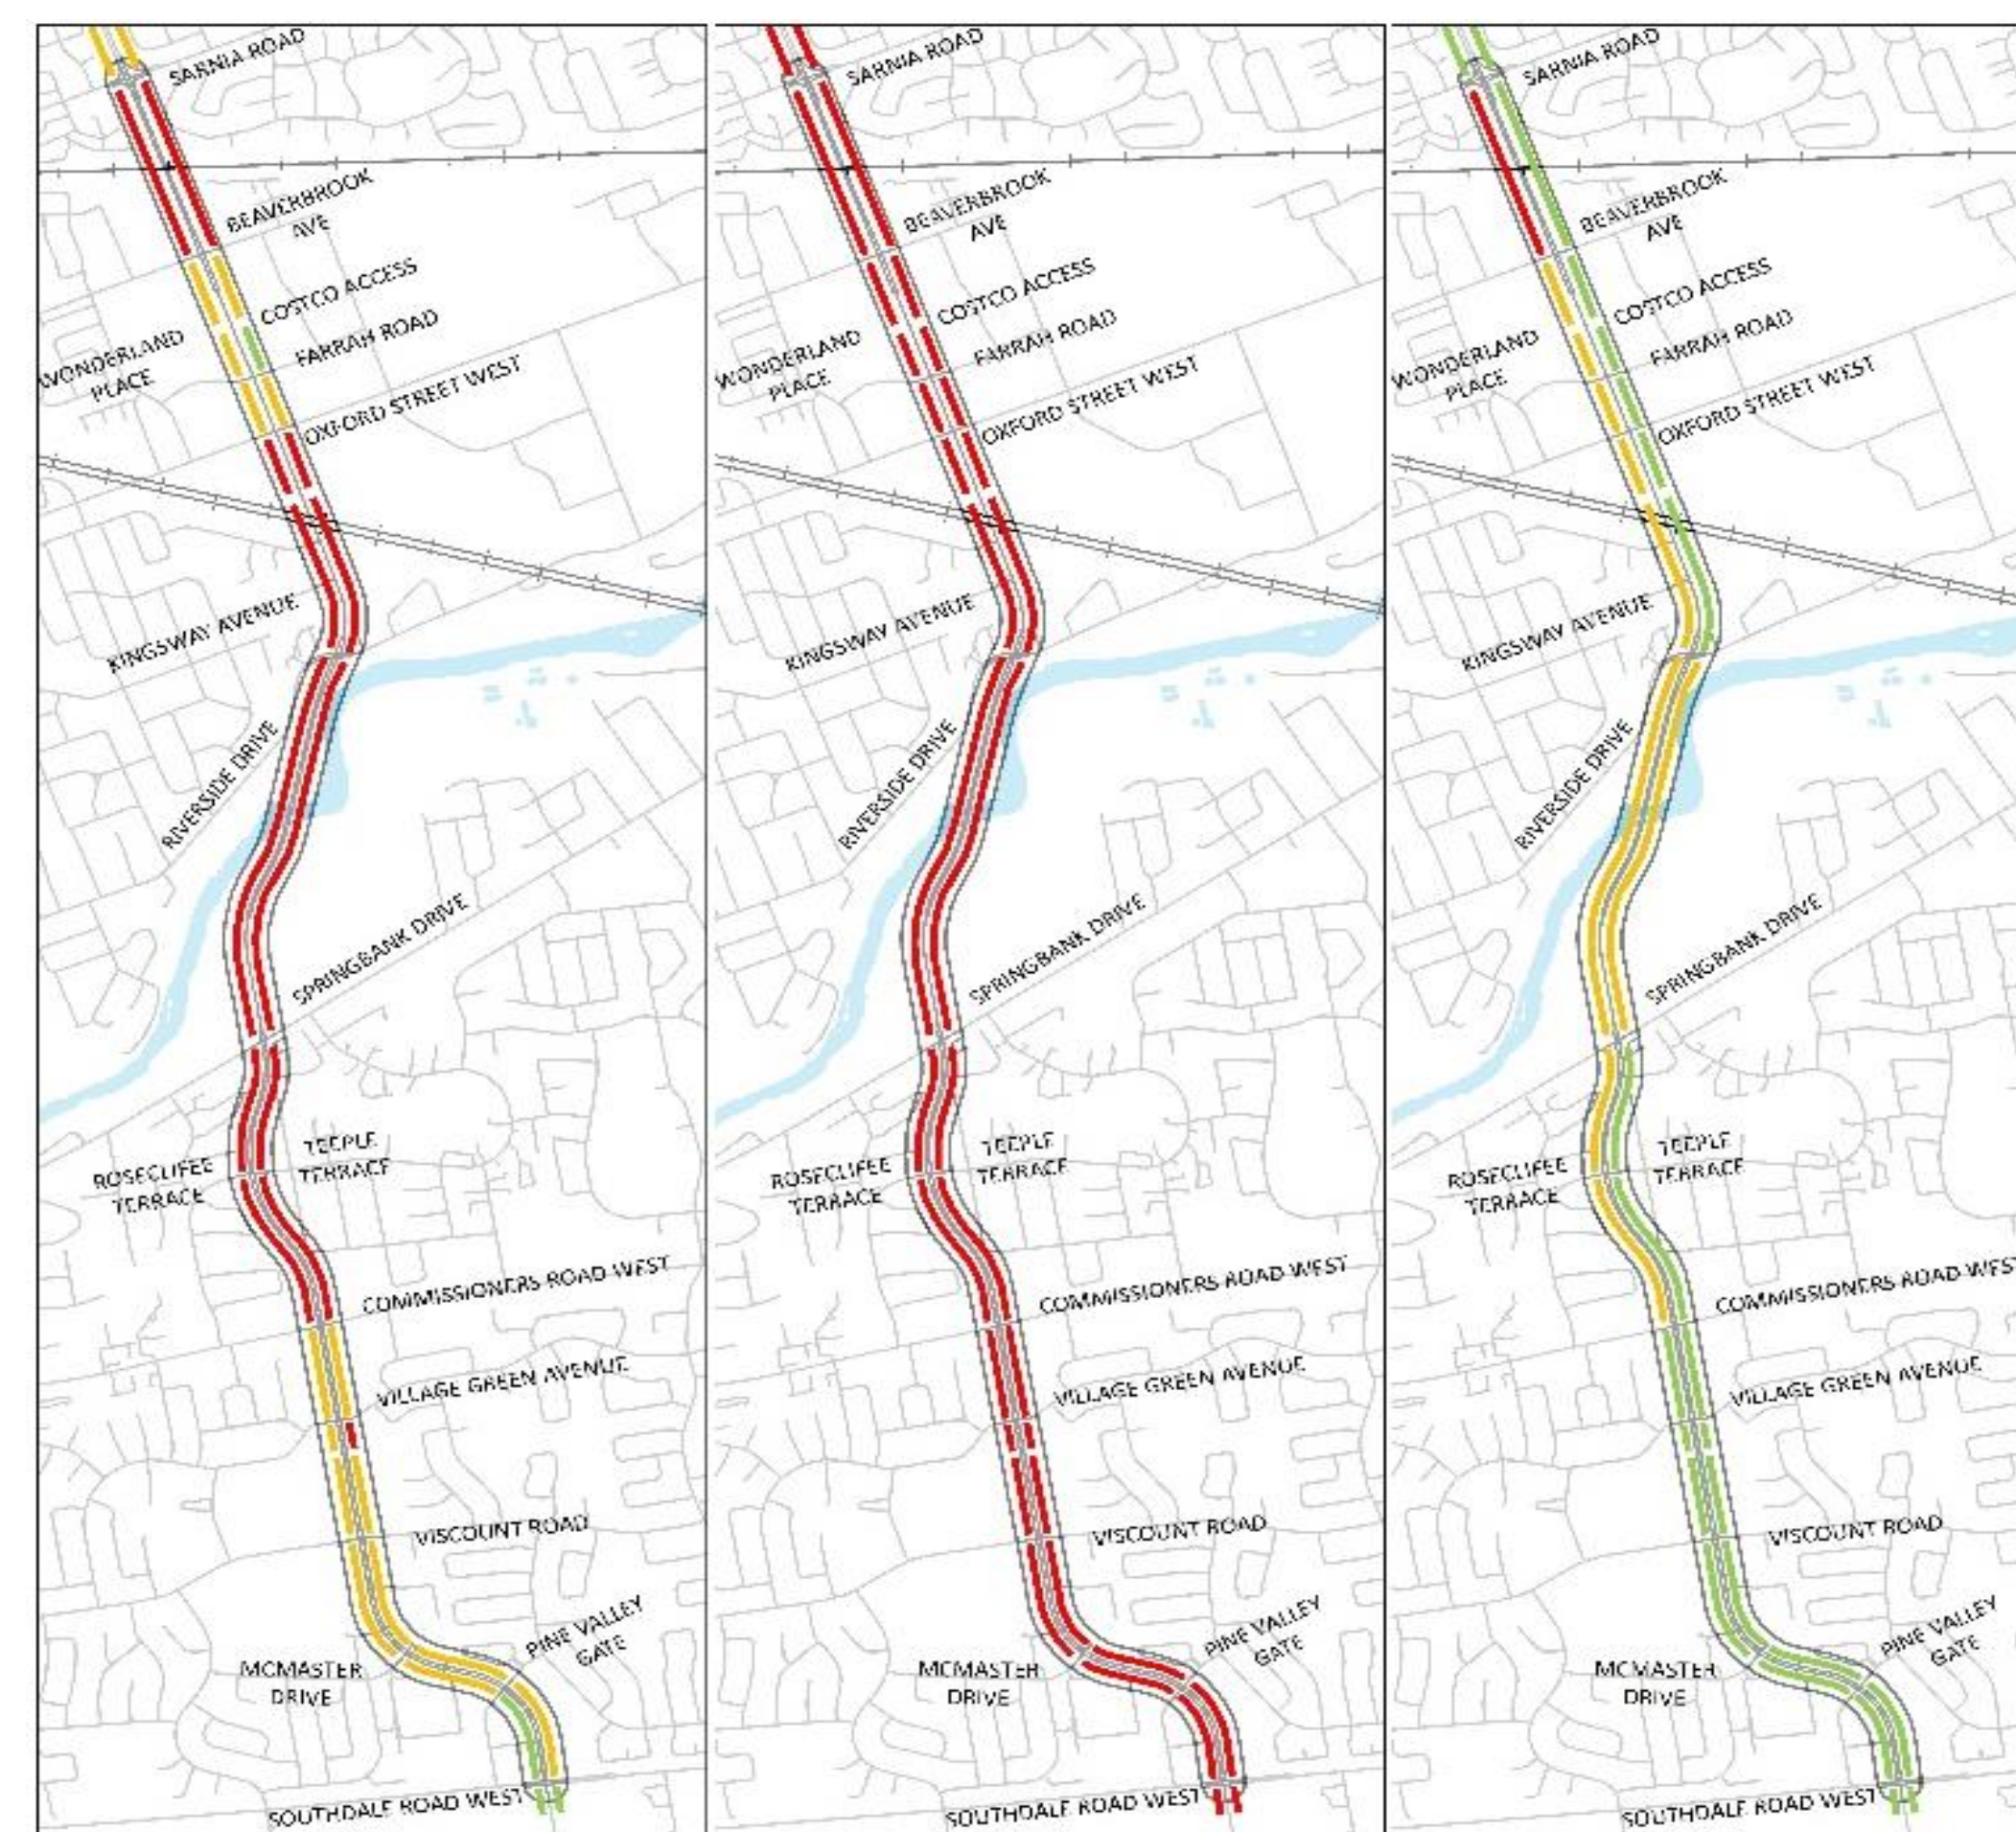 SARNIA ROAD
BEAVERBROOK
AVE
COSTCO ACCESS
FARRAH ROAD
WONDERLAND
PLACE
OXFORD STREET WEST
KINGSWAY AVENUE
RIVERSIDE DRIVE
SPRINGBANK DRIVE
TEEPLE
TERRACE
ROSECLIFEE
TERRACE
COMMISSIONERS ROAD WEST
VILLAGE GREEN AVENUE
VISCOUNT ROAD
PINE VALLEY
GATE
MCMASTER
DRIVE
SOUTHDALE ROAD WEST
SARNIA ROAD
BEAVERBROOK
AVE
COSTCO ACCESS
FARRAH ROAD
WONDERLAND
PLACE
OXFORD STREET WEST
KINGSWAY AVENUE
RIVERSIDE DRIVE
SPRINGBANK DRIVE
TEEPLE
TERRACE
ROSECLIFEE
TERRACE
COMMISSIONERS ROAD WEST
VILLAGE GREEN AVENUE
VISCOUNT ROAD
PINE VALLEY
GATE
MCMASTER
DRIVE
SOUTHDALE ROAD WEST
SARNIA ROAD
BEAVERBROOK
AVE
COSTCO ACCESS
FARRAH ROAD
WONDERLAND
PLACE
OXFORD STREET WEST
KINGSWAY AVENUE
RIVERSIDE DRIVE
SPRINGBANK DRIVE
TEEPLE
TERRACE
ROSECLIFEE
TERRACE
COMMISSIONERS ROAD WEST
VILLAGE GREEN AVENUE
VISCOUNT ROAD
PINE VALLEY
GATE
MCMASTER
DRIVE
SOUTHDALE ROAD WEST